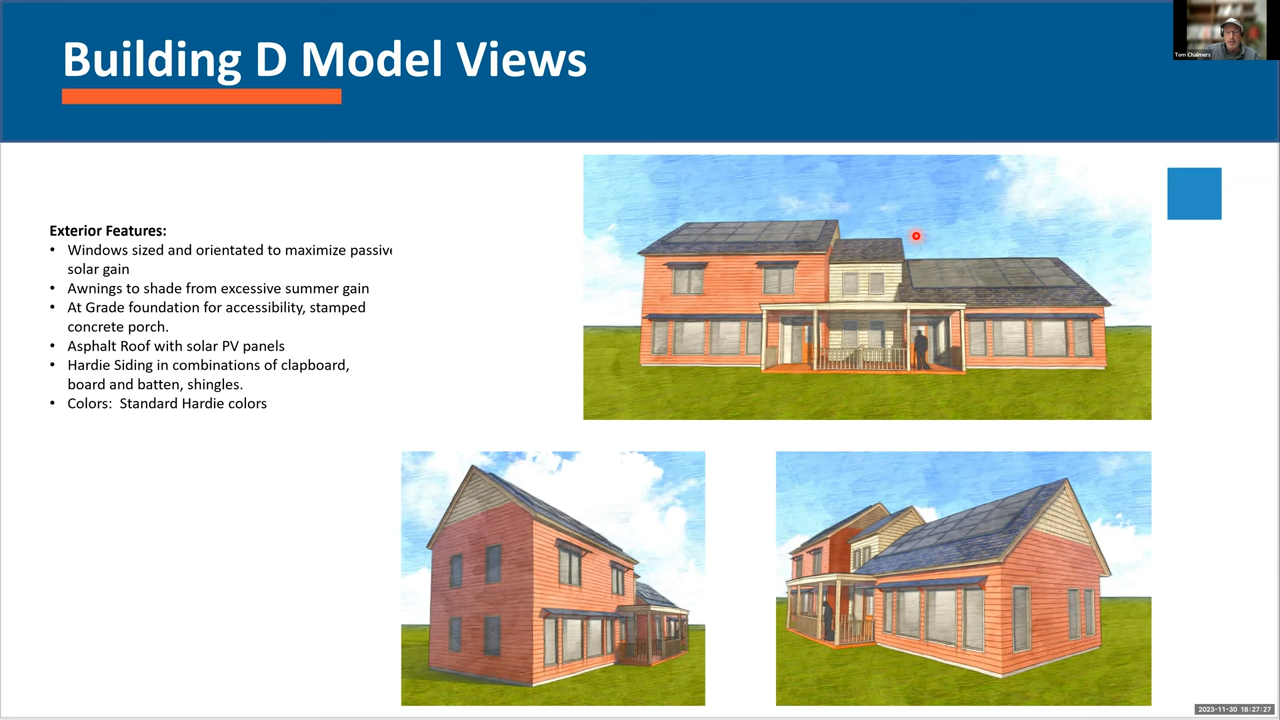 Building D Model Views
Tom Chalmers
Exterior Features:
• Windows sized and orientated to maximize passive
solar gain
• Awnings to shade from excessive summer gain
• At Grade foundation for accessibility, stamped
concrete porch.
• Asphalt Roof with solar PV panels
• Hardie Siding in combinations of clapboard,
board and batten, shingles.
• Colors:  Standard Hardie colors
2023-11-30 18:27:27